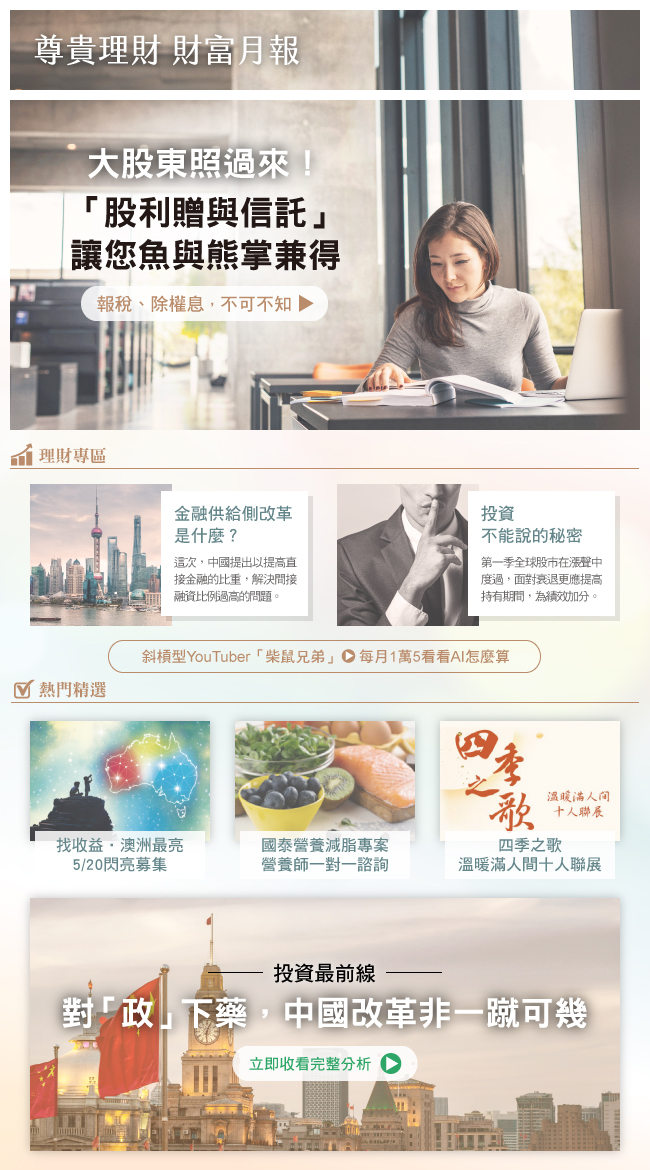 尊貴理財 財富月報
大股東照過來！
「股利贈與信託」
讓您魚與熊掌兼得
報稅、除權息，不可不知
理財專區
金融供給側改革
是什麼？
這次，中國提出以提高直
接金融的比重，解決間接
融資比例過高的問題。
投資
不能說的秘密
第一季全球股市在漲聲中
度過，面對衰退更應提高
持有期間，為績效加分。
斜槓型YouTuber「柴鼠兄弟」 每月1萬5看看AI怎麼算
熱門精選
找收益・澳洲最亮
5/20閃亮募集
國泰營養減脂專案
營養師一對一諮詢
四季之歌
溫暖滿人間
十人聯展
四季之歌
溫暖滿人間十人聯展
投資最前線
對「政」下藥，中國改革非一蹴可幾
立即收看完整分析